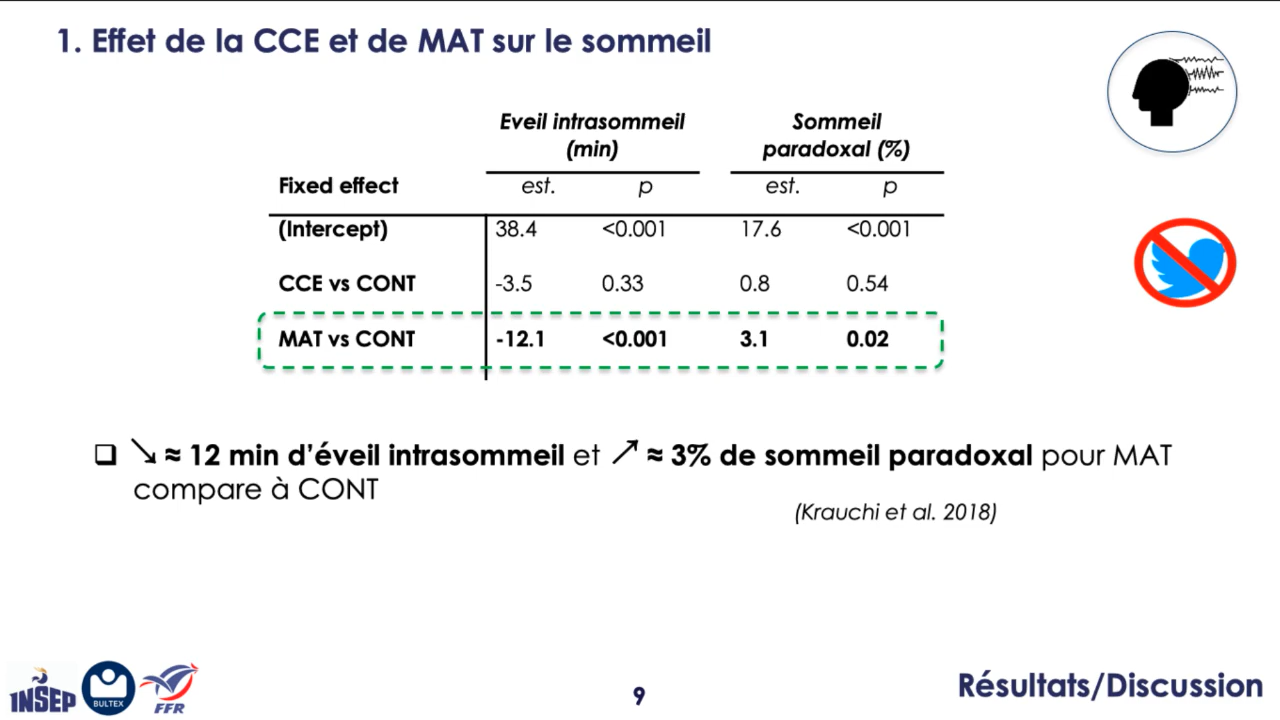 1. Effet de la CCE et de MAT sur le sommeil
Eveil intrasommeil (min) Sommeil paradoxal (%)
Fixed effect est. p est. p
(Intercept) 38.4 <0.001 17.6 <0.001
CCE vs CONT -3.5 0.33 0.8 0.54
MAT vs CONT -12.1 <0.001 3.1 0.02
❑ ↘ ≈ 12 min d'éveil intrasommeil et ↗ ≈ 3% de sommeil paradoxal pour MAT
compare à CONT
(Krauchi et al. 2018)
INSEP BULTEX FFR
9
Résultats/Discussion